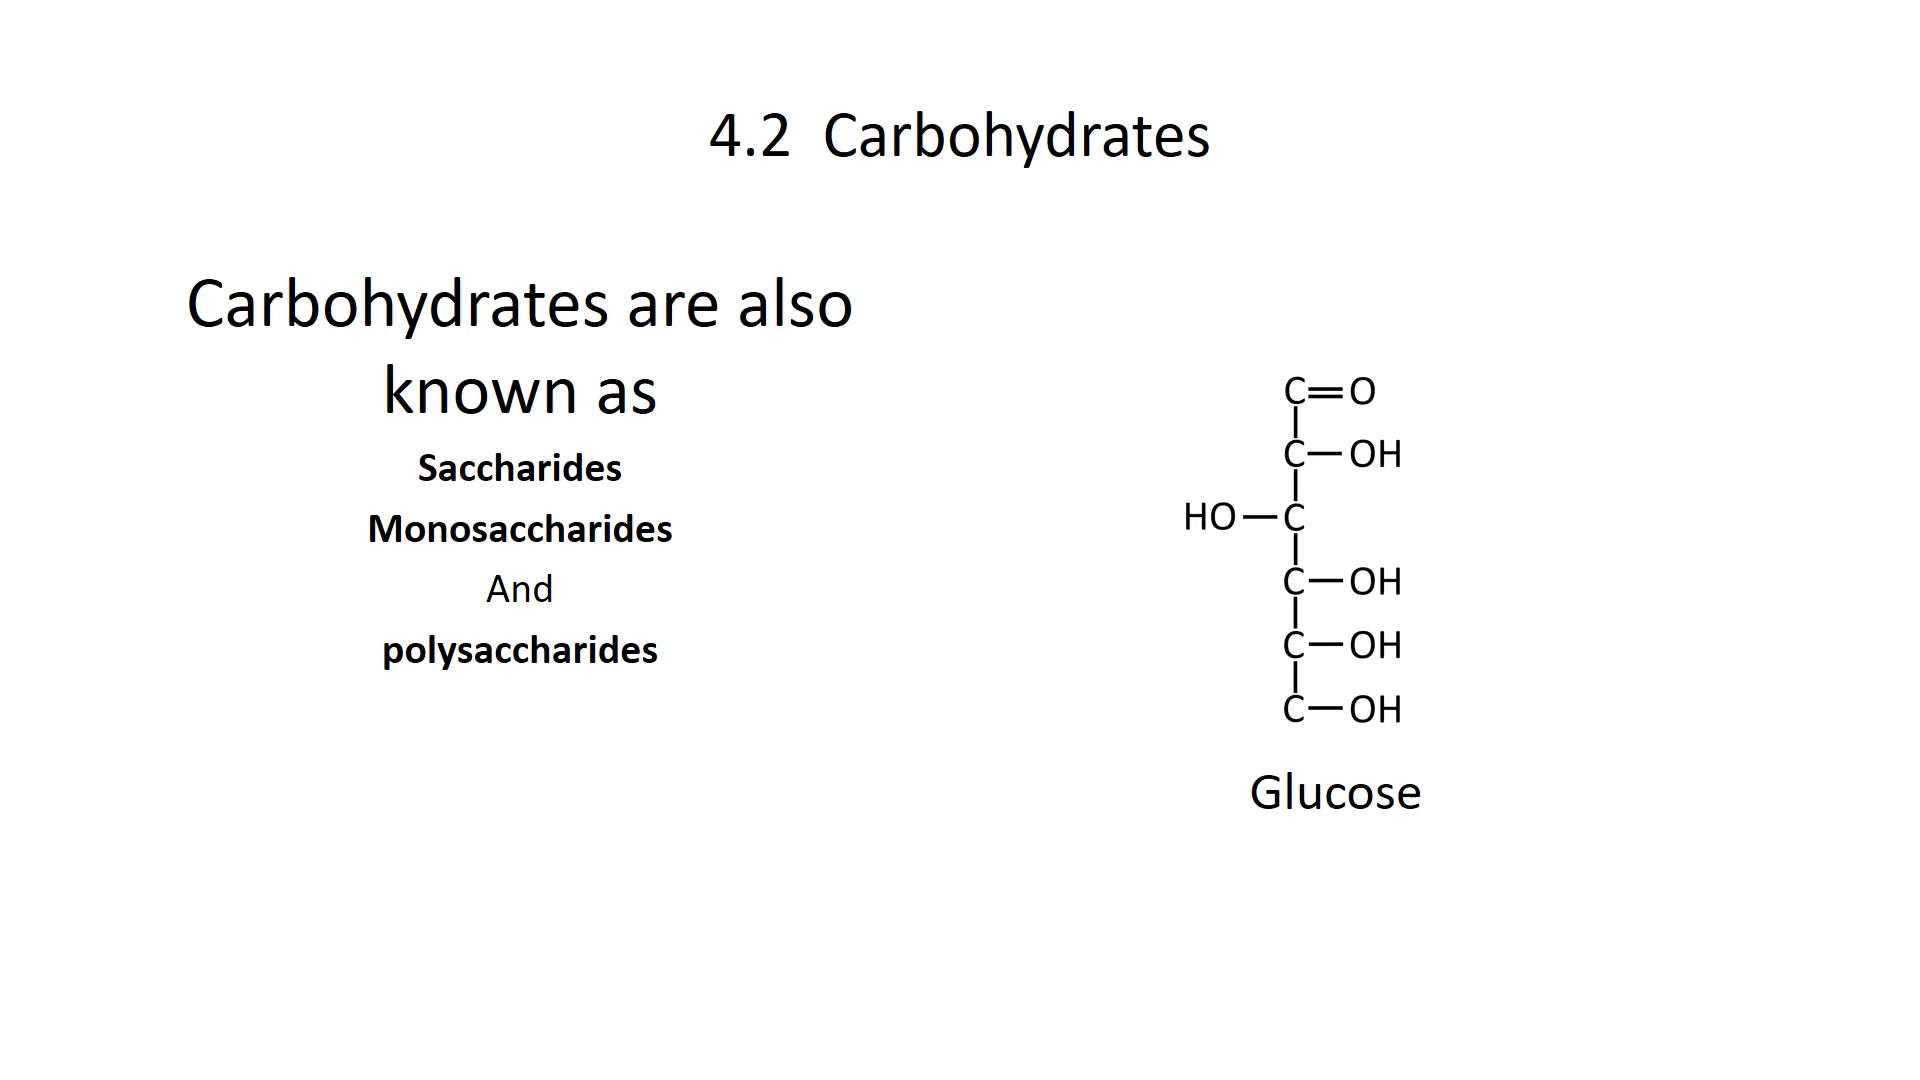 4.2 Carbohydrates
Carbohydrates are also
known as
Saccharides
Monosaccharides
And
polysaccharides
C=O
C—OH
HO—C
C—OH
C—OH
C—OH
Glucose